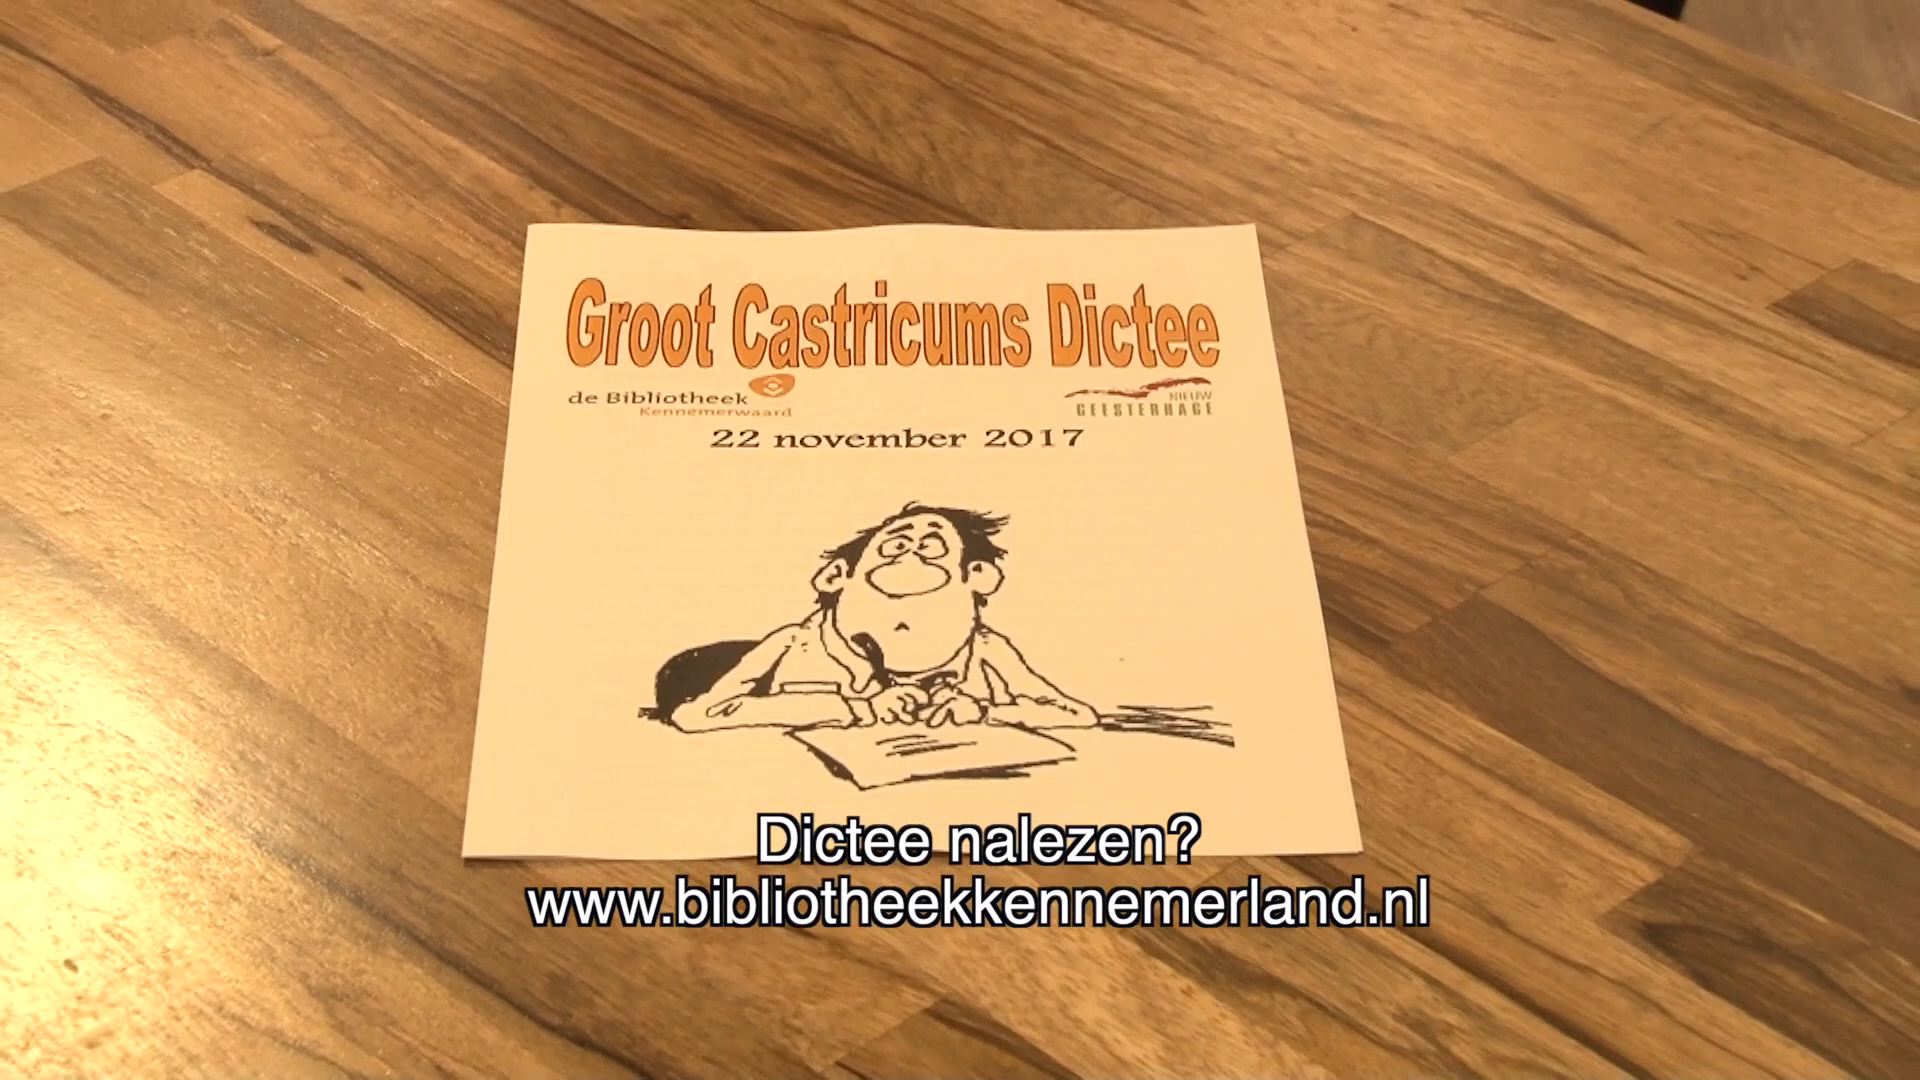 Groot Castricums Dictee
de Bibliotheek
Kennemerwaard
NIEUW
GEESTERHAGE
22 november 2017
Dictee nalezen?
www.bibliotheekkennemerland.nl